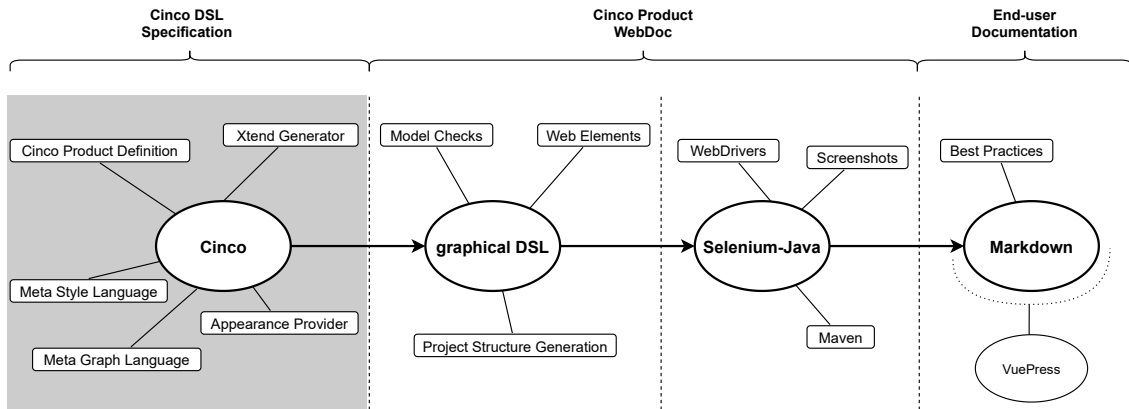 Cinco DSL
Specification
Cinco Product
WebDoc
End-user
Documentation
Xtend Generator
Cinco Product Definition
Cinco
Meta Style Language
Appearance Provider
Meta Graph Language
Model Checks
Web Elements
graphical DSL
Project Structure Generation
WebDrivers
Screenshots
Selenium-Java
Maven
Best Practices
Markdown
VuePress